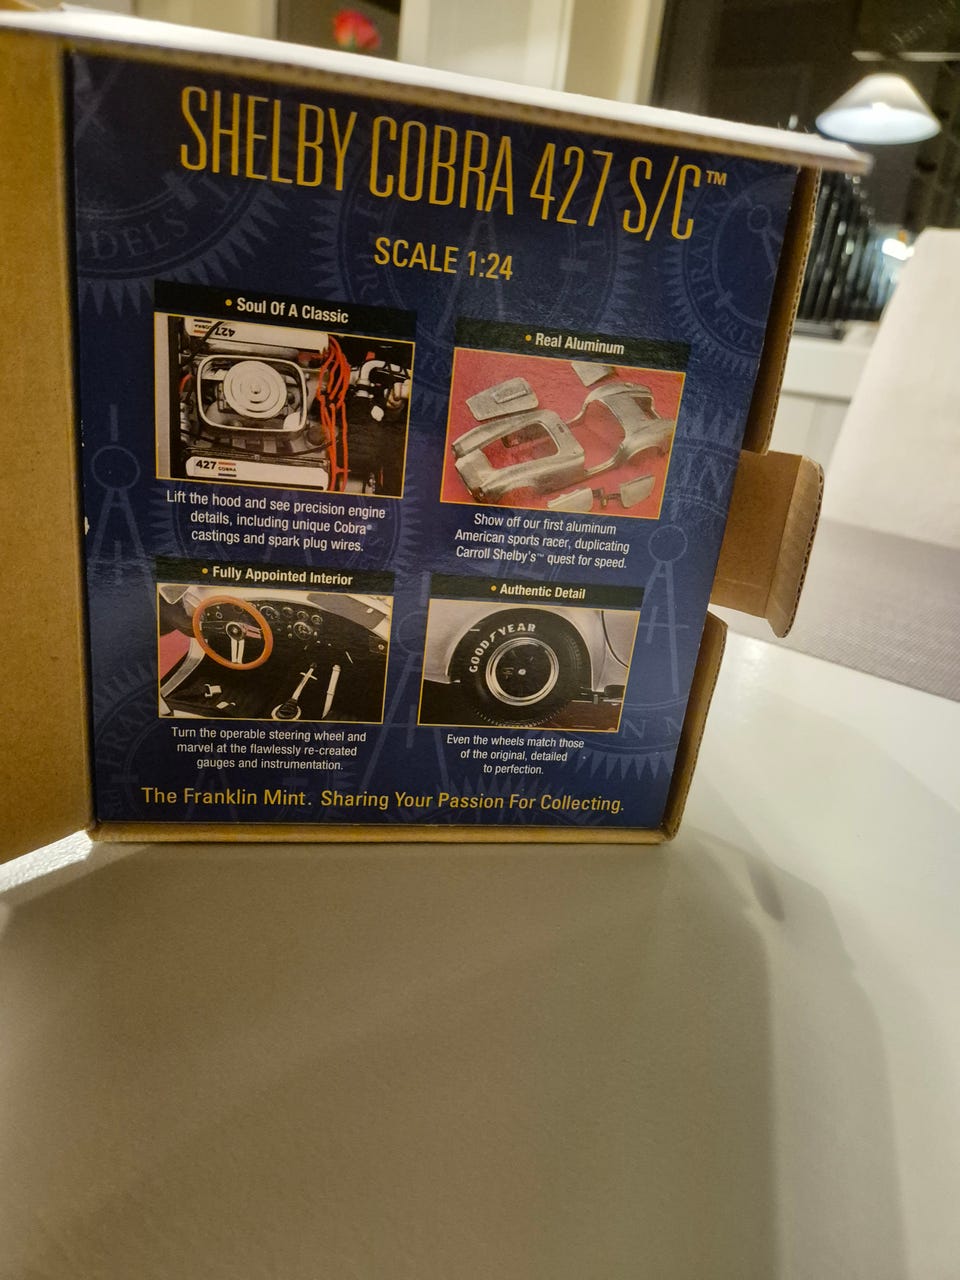 SHELBY COBRA 427 S/C™
SCALE 1:24
• Soul Of A Classic
427
COBRA
427
COBRA
Lift the hood and see precision engine
details, including unique Cobra®
castings and spark plug wires.
• Real Aluminum
Show off our first aluminum
American sports racer, duplicating
Carroll Shelby's™ quest for speed.
• Fully Appointed Interior
Turn the operable steering wheel and
marvel at the flawlessly re-created
gauges and instrumentation.
• Authentic Detail
GOODYEAR
Even the wheels match those
of the original, detailed
to perfection.
The Franklin Mint. Sharing Your Passion For Collecting.